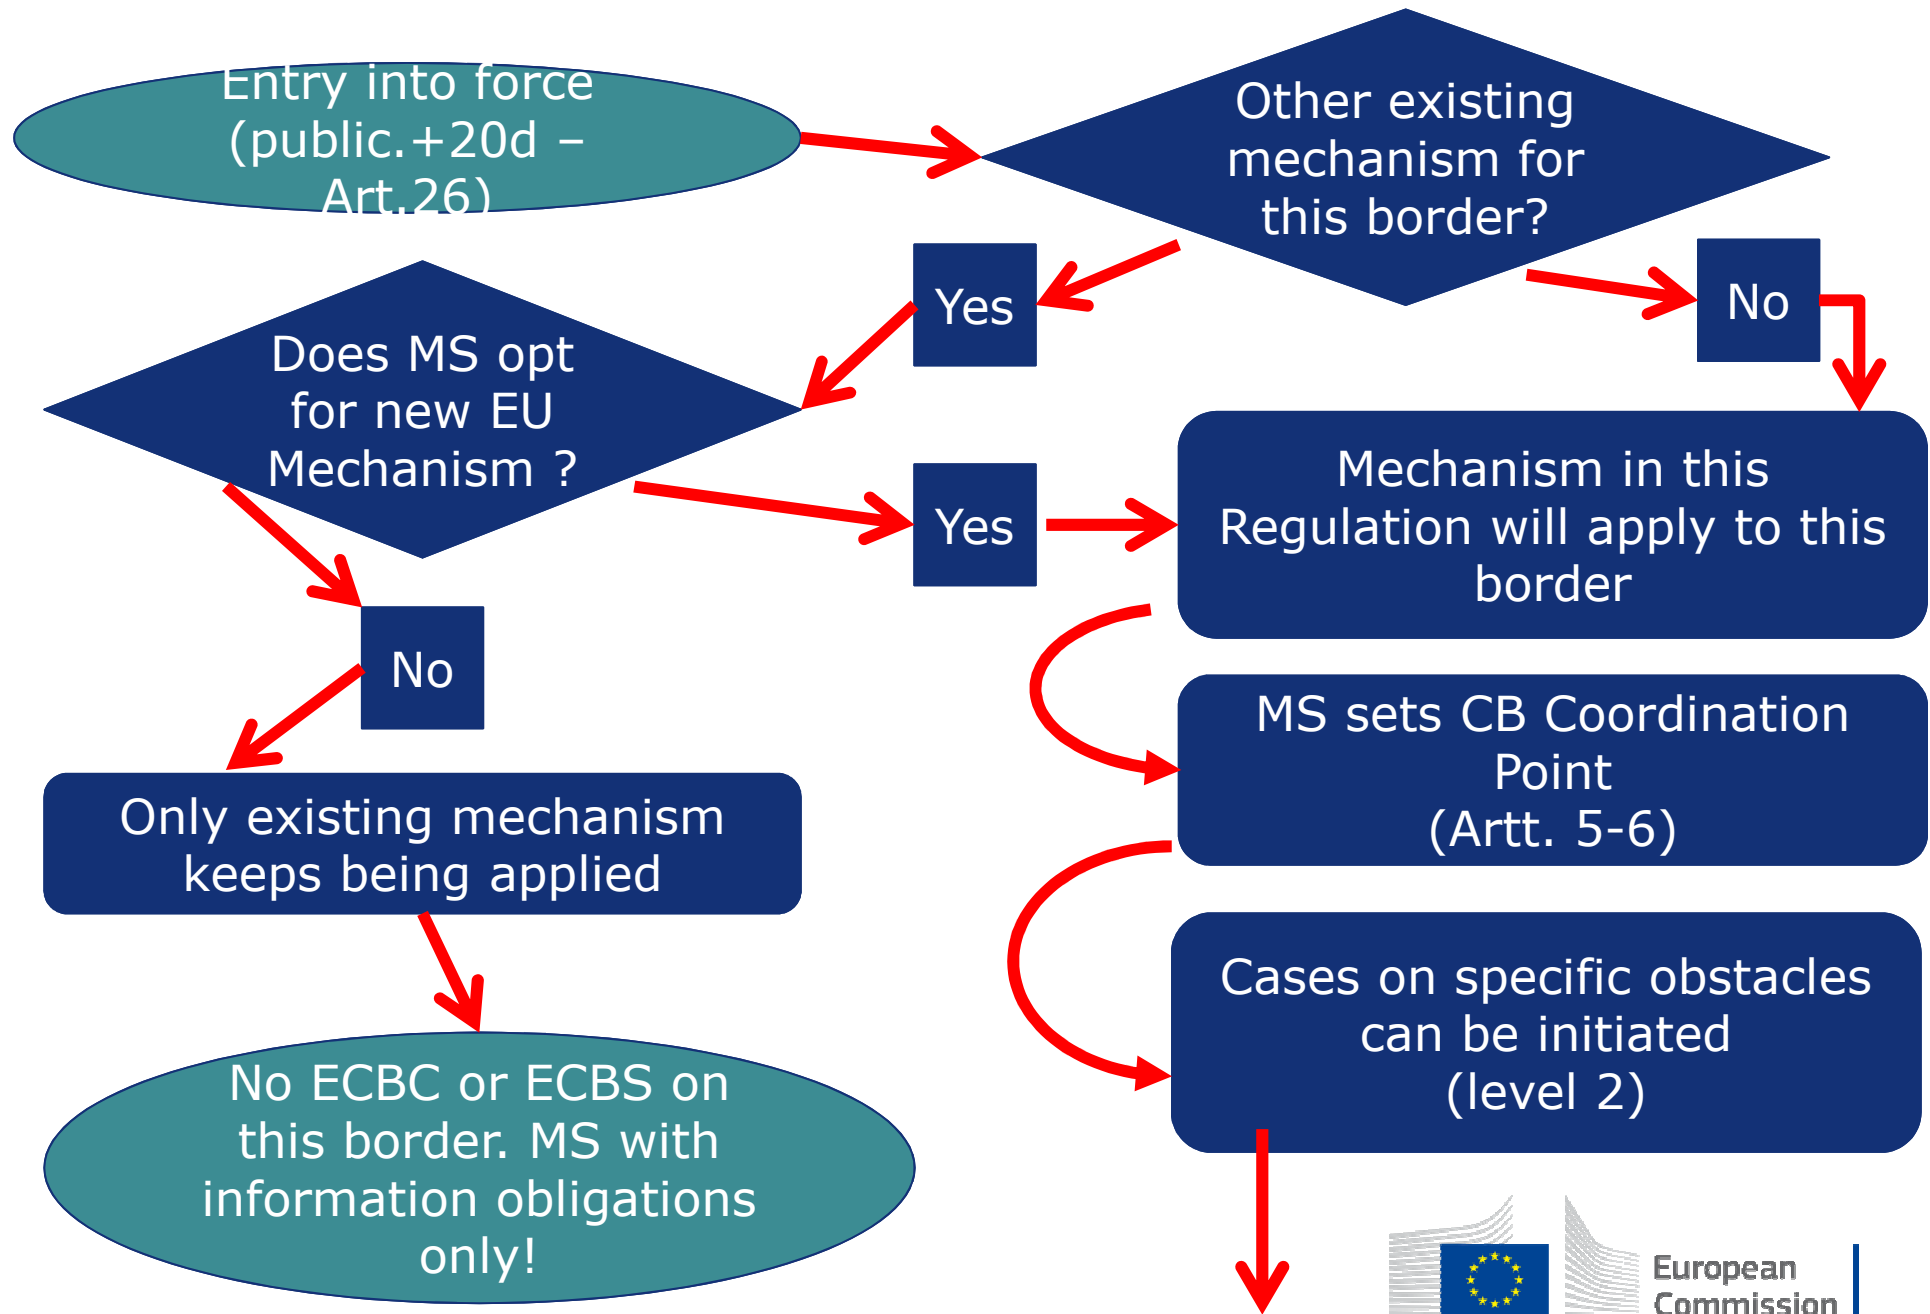 Entry into force
(public.+20d –
Art.26)
Other existing
mechanism for
this border?
Yes
No
Does MS opt
for new EU
Mechanism ?
Yes
Mechanism in this
Regulation will apply to this
border
No
MS sets CB Coordination
Point
(Artt. 5-6)
Only existing mechanism
keeps being applied
Cases on specific obstacles
can be initiated
(level 2)
No ECBC or ECBS on
this border. MS with
information obligations
only!
European
Commission